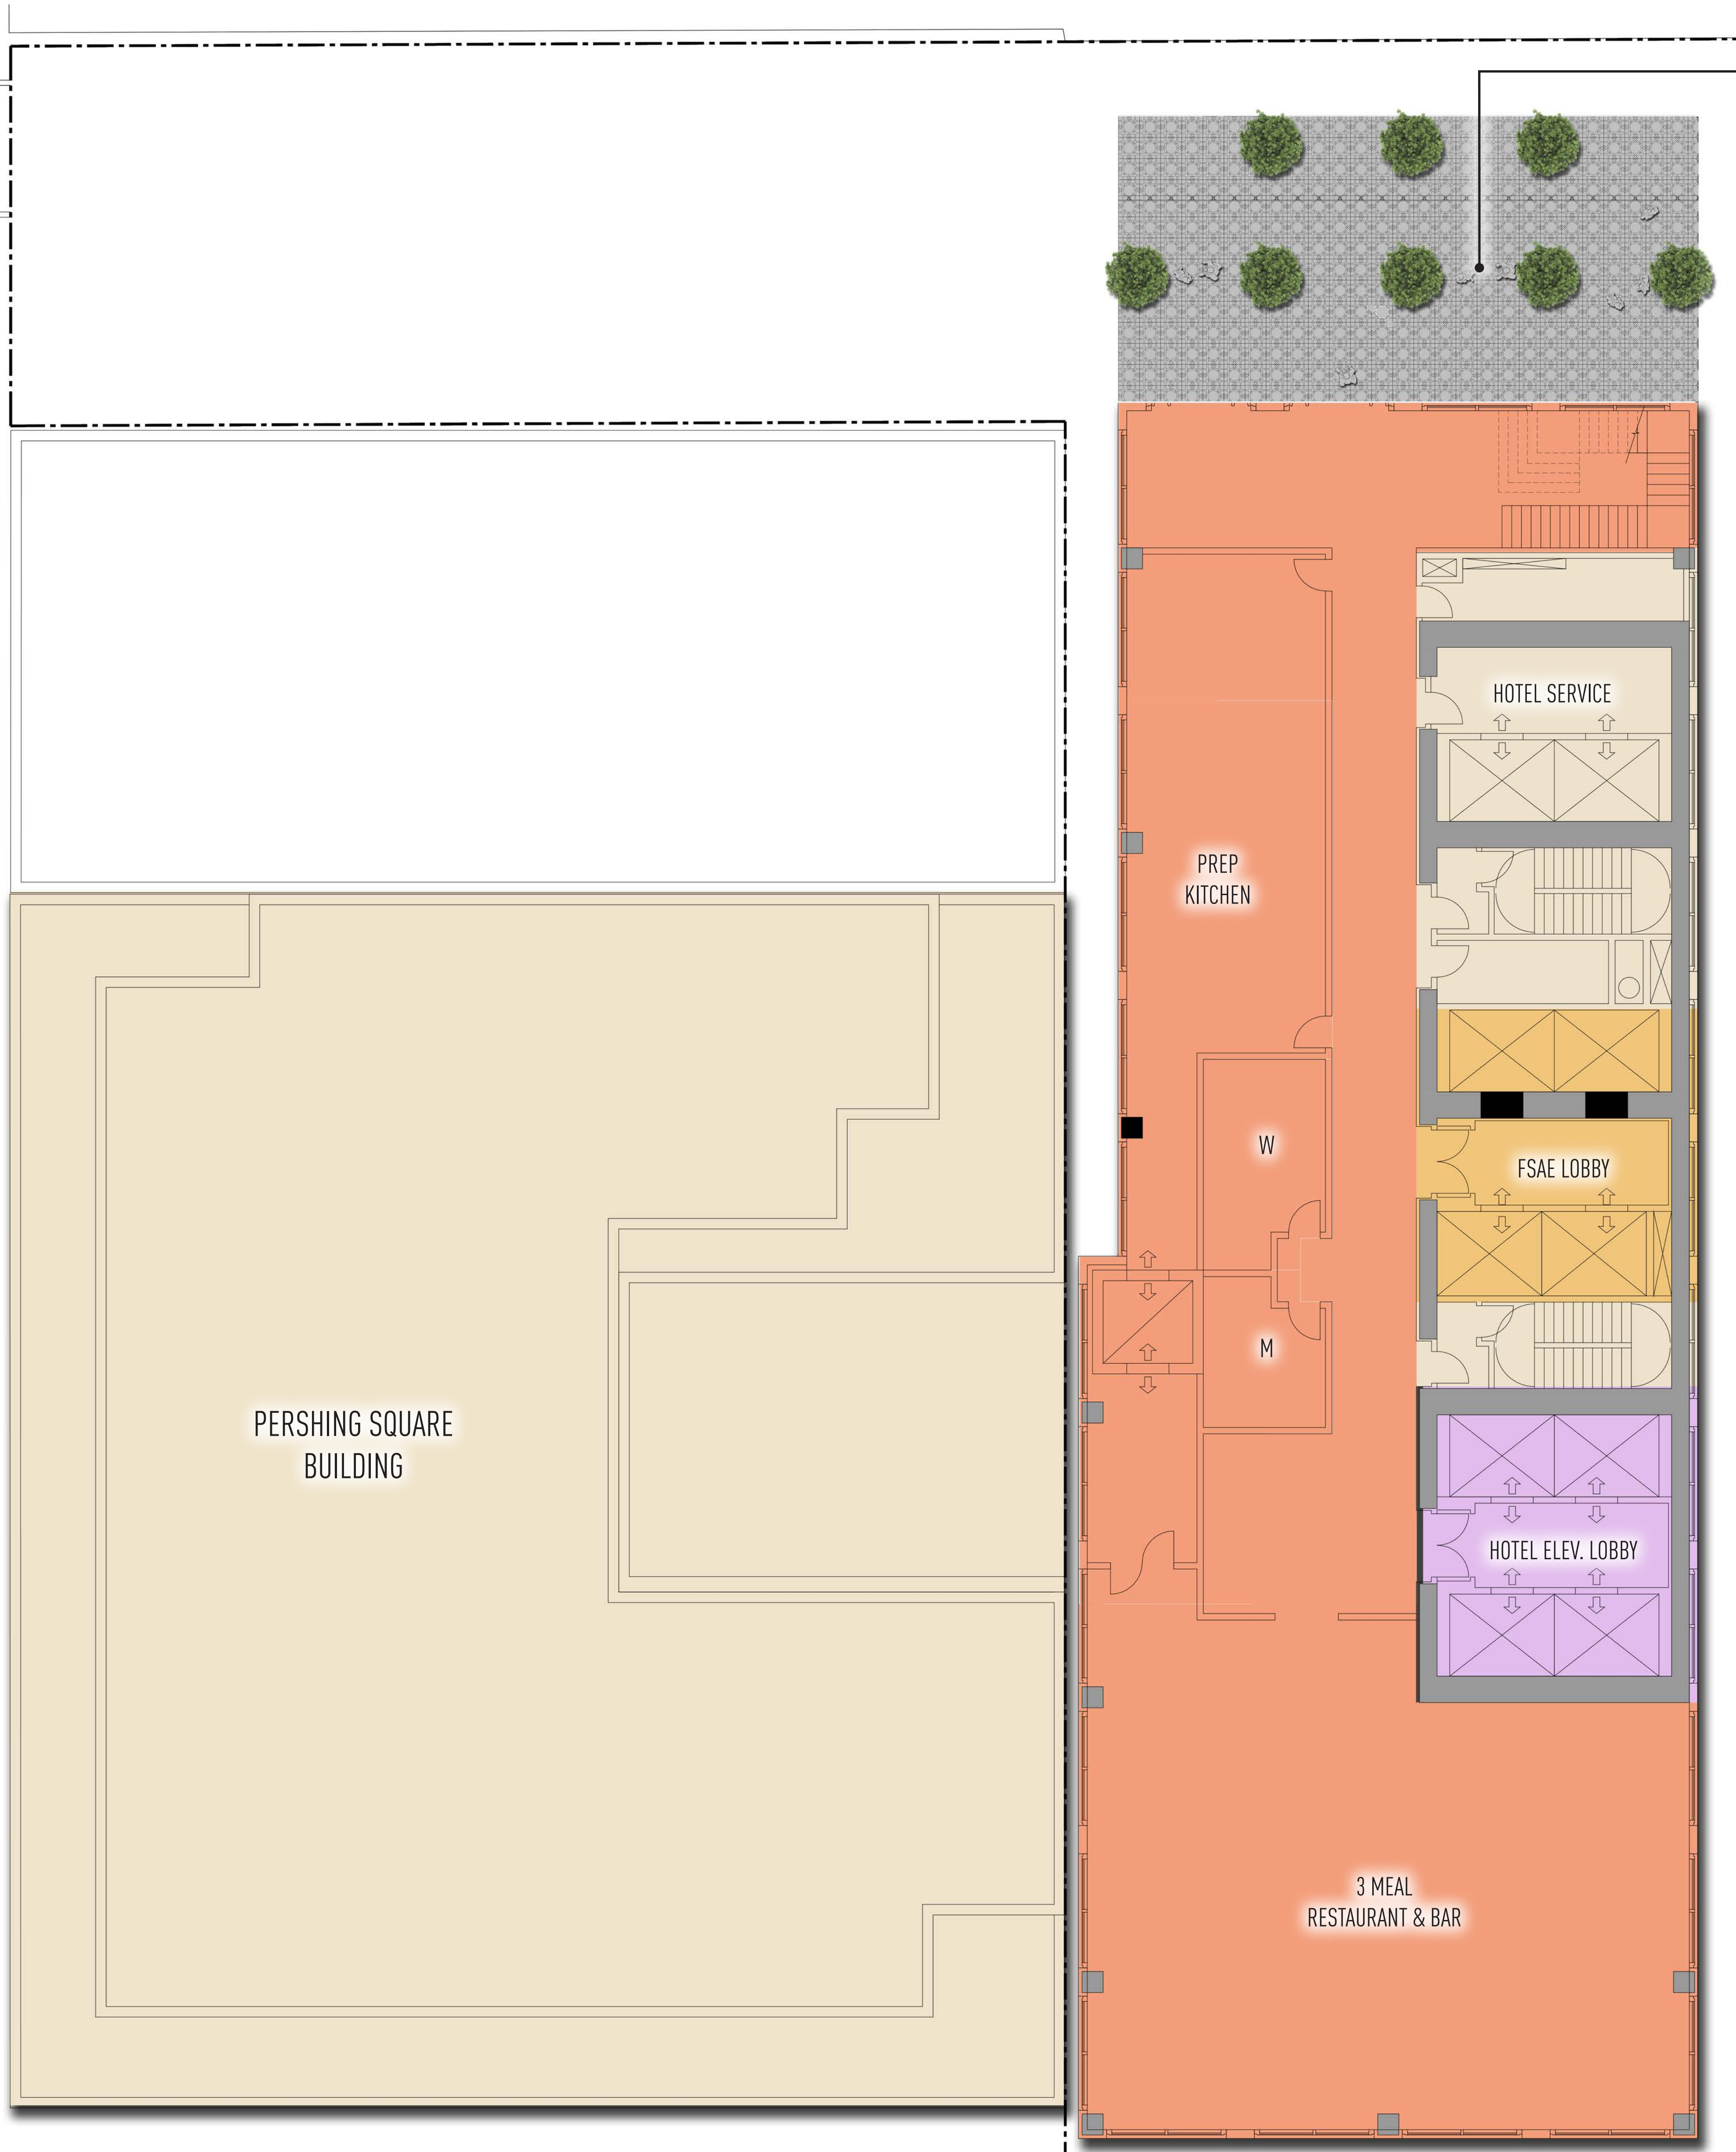 HOTEL SERVICE
PREP
KITCHEN
W
FSAE LOBBY
M
PERSHING SQUARE
BUILDING
HOTEL ELEV. LOBBY
3 MEAL
RESTAURANT & BAR